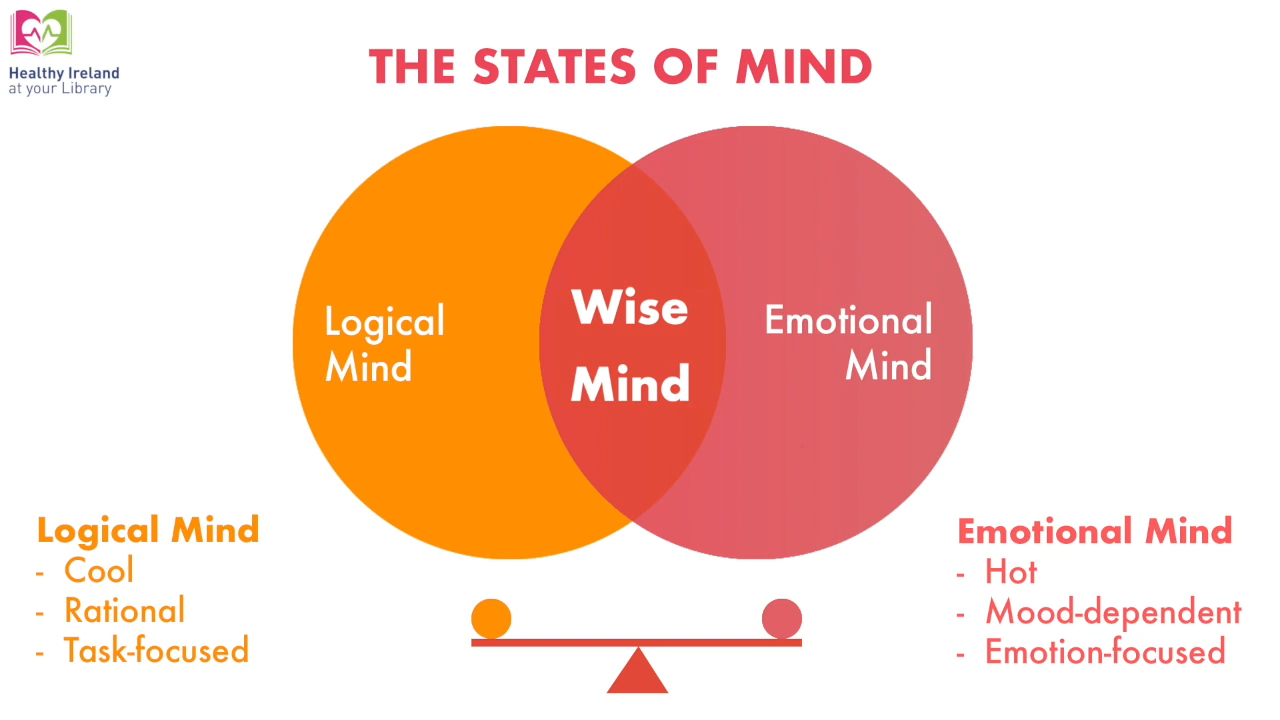 Healthy Ireland
at your Library
THE STATES OF MIND
Logical
Mind
Wise
Mind
Emotional
Mind
Logical Mind
- Cool
- Rational
- Task-focused
Emotional Mind
- Hot
- Mood-dependent
- Emotion-focused